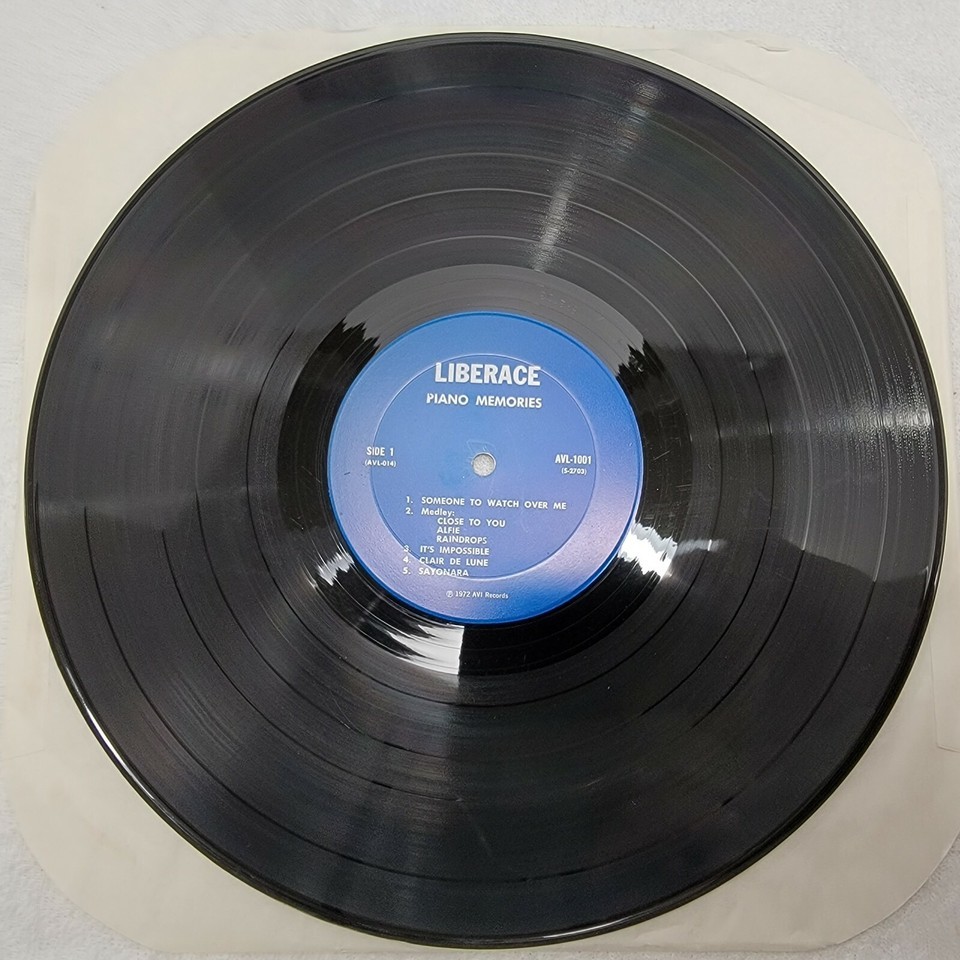 LIBERACE
PIANO MEMORIES
SIDE 1 AVL-1001
(AVL-014) (S-2702)
1. SOMEONE TO WATCH OVER ME
2. Medley:
CLOSE TO YOU
ALFIE
RAINDROPS
3. IT'S IMPOSSIBLE
4. CLAIR DE LUNE
5. SAYONARA
℗ 1972 AVI Records